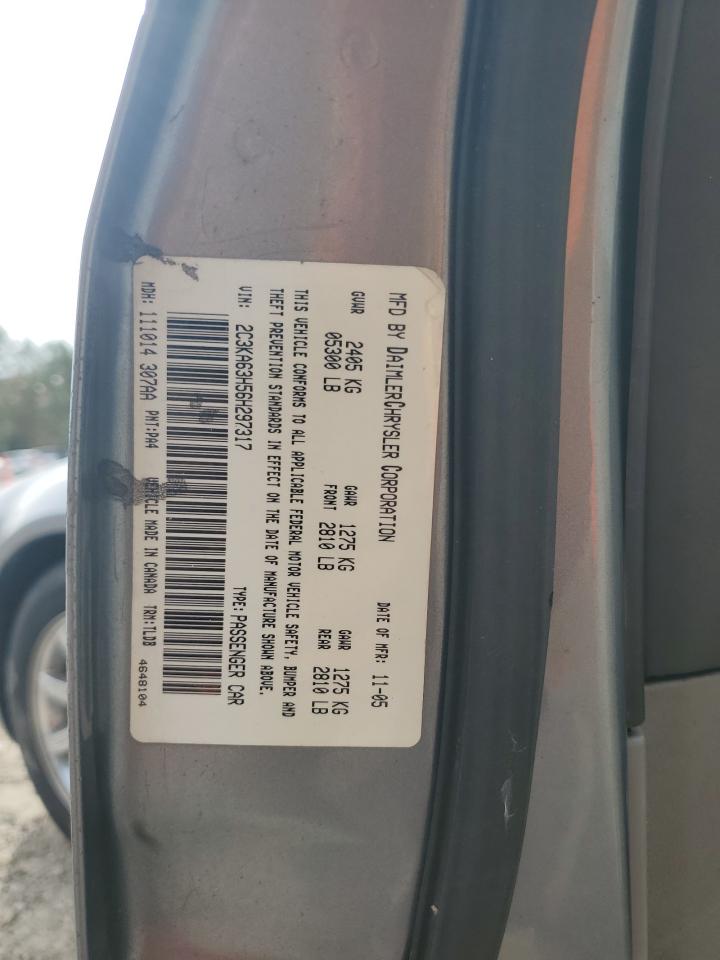 MFD BY DAIMLERCHRYSLER CORPORATION DATE OF MFR: 11-05
GVWR 2405 KG GAWR 1275 KG GAWR 1275 KG
05300 LB FRONT 2810 LB REAR 2810 LB
THIS VEHICLE CONFORMS TO ALL APPLICABLE FEDERAL MOTOR VEHICLE SAFETY, BUMPER AND
THEFT PREVENTION STANDARDS IN EFFECT ON THE DATE OF MANUFACTURE SHOWN ABOVE.
VIN: 2C3KA63H56H297317 TYPE: PASSENGER CAR
MDH: 111014 307AA PNT:PA4 VEHICLE MADE IN CANADA TRM:TLDB
4648104